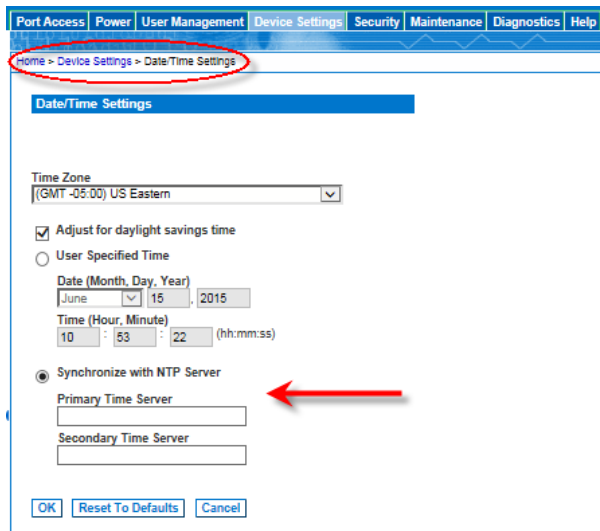 Port Access Power User Management Device Settings Security Maintenance Diagnostics Help
Home > Device Settings > Date/Time Settings
Date/Time Settings
Time Zone
(GMT -05:00) US Eastern
Adjust for daylight savings time
User Specified Time
Date (Month, Day, Year)
June 15 , 2015
Time (Hour, Minute)
10 : 53 : 22 (hh:mm:ss)
Synchronize with NTP Server
Primary Time Server
Secondary Time Server
OK Reset To Defaults Cancel